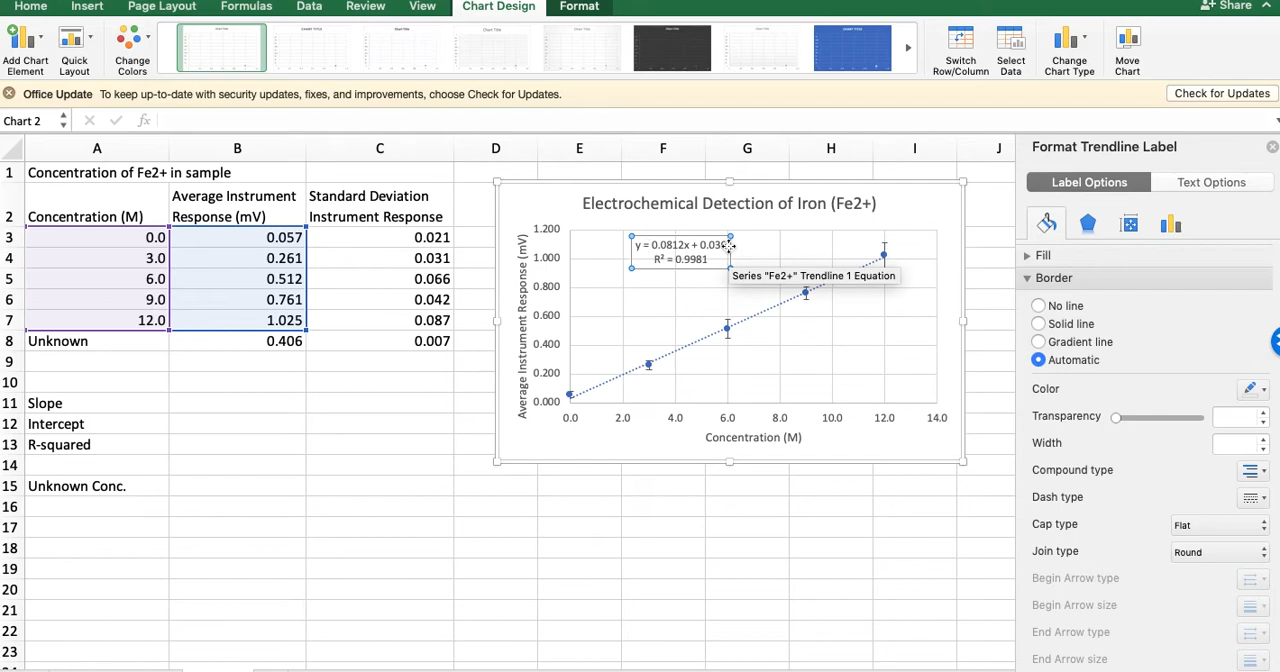 Home Insert Page Layout Formulas Data Review View Chart Design Format Share
Add Chart Element
Quick Layout
Change Colors
Switch Row/Column
Select Data
Change Chart Type
Move Chart
Office Update To keep up-to-date with security updates, fixes, and improvements, choose Check for Updates. Check for Updates
Chart 2 fx
A B C D E F G H I J
1 Concentration of Fe2+ in sample
2 Concentration (M) Average Instrument Response (mV) Standard Deviation Instrument Response
3 0.0 0.057 0.021
4 3.0 0.261 0.031
5 6.0 0.512 0.066
6 9.0 0.761 0.042
7 12.0 1.025 0.087
8 Unknown 0.406 0.007
9
10
11 Slope
12 Intercept
13 R-squared
14
15 Unknown Conc.
16
17
18
19
20
21
22
23
Electrochemical Detection of Iron (Fe2+)
Average Instrument Response (mV)
1.200
1.000
0.800
0.600
0.400
0.200
0.000
y = 0.0812x +
R² = 0.9981
Series "Fe2+" Trendline 1 Equation
0.0 2.0 4.0 6.0 8.0 10.0 12.0 14.0
Concentration (M)
Format Trendline Label
Label Options Text Options
Fill
Border
No line
Solid line
Gradient line
Automatic
Color
Transparency
Width
Compound type
Dash type
Cap type Flat
Join type Round
Begin Arrow type
Begin Arrow size
End Arrow type
End Arrow size